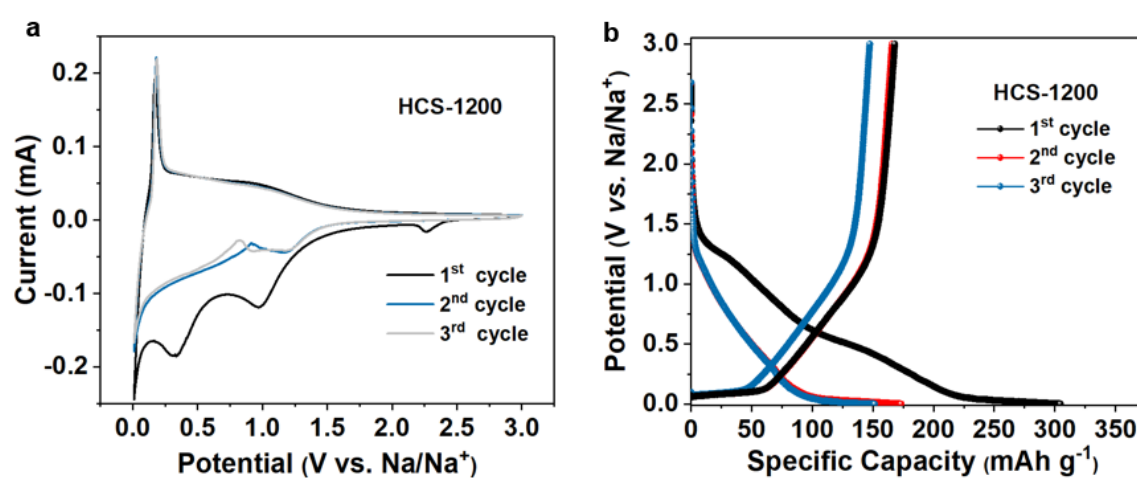 a
HCS-1200
1st cycle
2nd cycle
3rd cycle
Current (mA)
0.2
0.1
0.0
-0.1
-0.2
0.0 0.5 1.0 1.5 2.0 2.5 3.0
Potential (V vs. Na/Na+)
b
HCS-1200
1st cycle
2nd cycle
3rd cycle
Potential (V vs. Na/Na+)
3.0
2.5
2.0
1.5
1.0
0.5
0.0
0 50 100 150 200 250 300 350
Specific Capacity (mAh g-1)